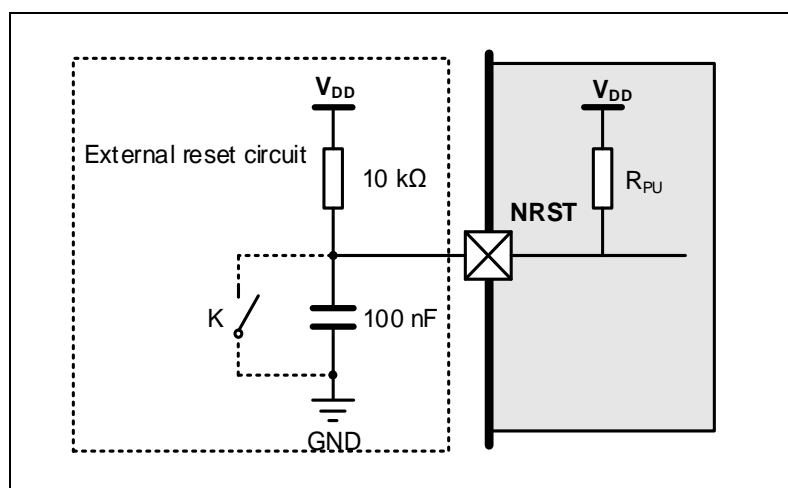 VDD
External reset circuit
10 kΩ
K
100 nF
GND
NRST
VDD
RPU